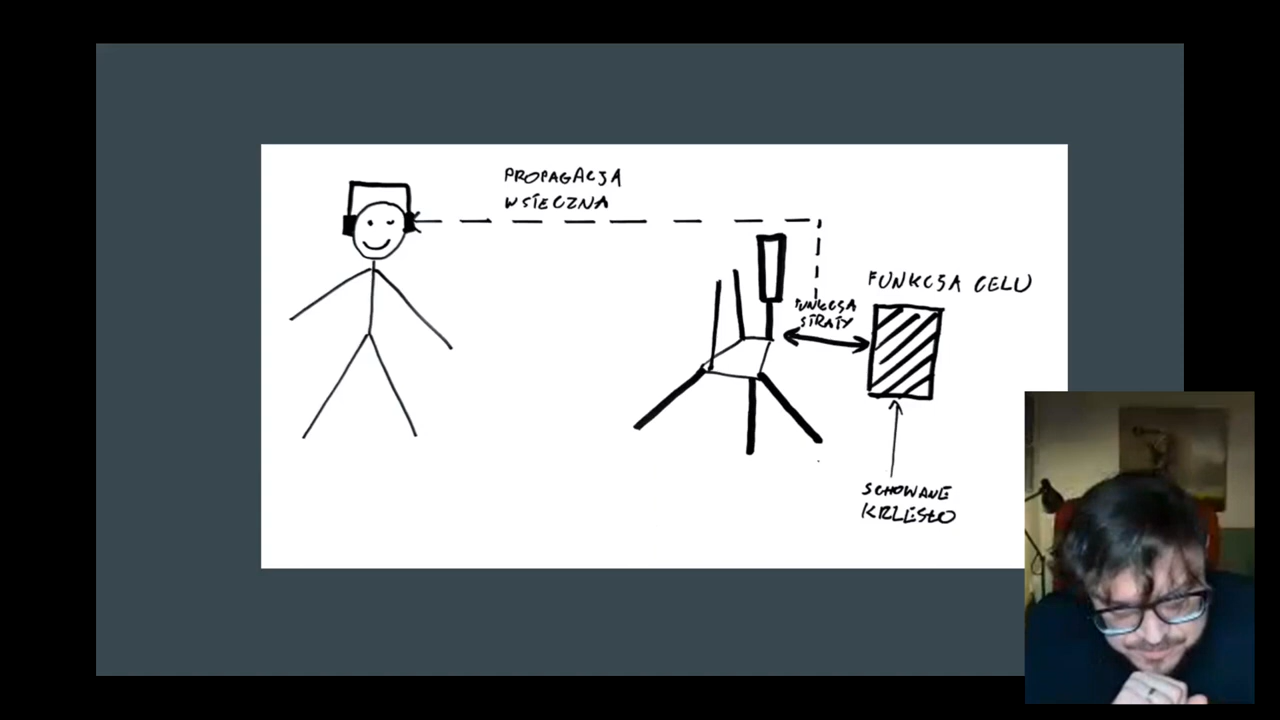 PROPAGACJA
WSTECZNA
FUNKCJA CELU
FUNKCJA
STRATY
SCHOWANE
KRZESŁO